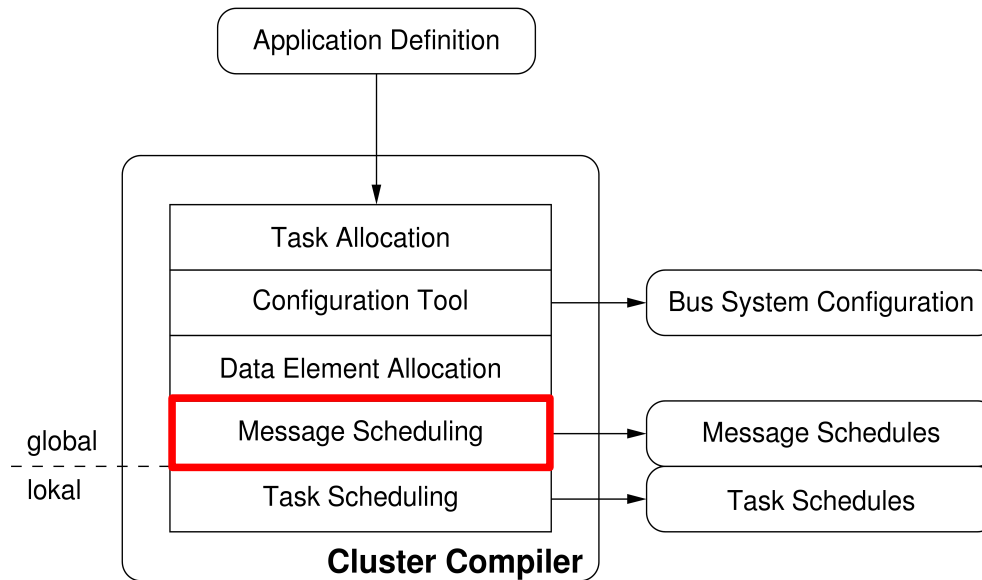 Application Definition
Task Allocation
Configuration Tool
Bus System Configuration
Data Element Allocation
Message Scheduling
Message Schedules
global
lokal
Task Scheduling
Task Schedules
Cluster Compiler